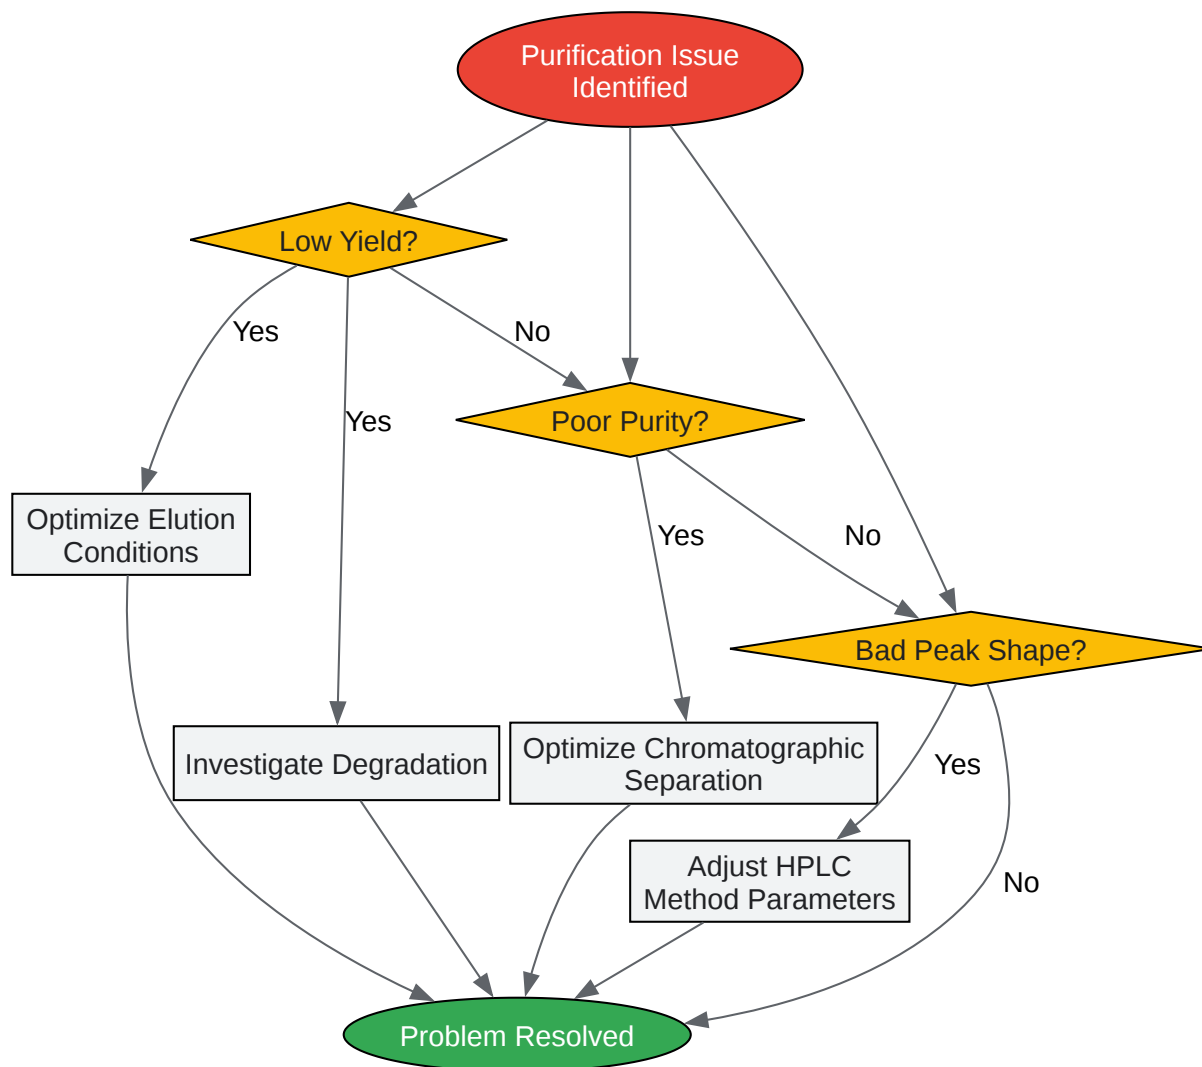 Purification Issue
Identified
Low Yield?
Yes
No
Yes
Poor Purity?
Optimize Elution
Conditions
Yes
No
Bad Peak Shape?
Investigate Degradation
Optimize Chromatographic
Separation
Yes
Adjust HPLC
Method Parameters
No
Problem Resolved